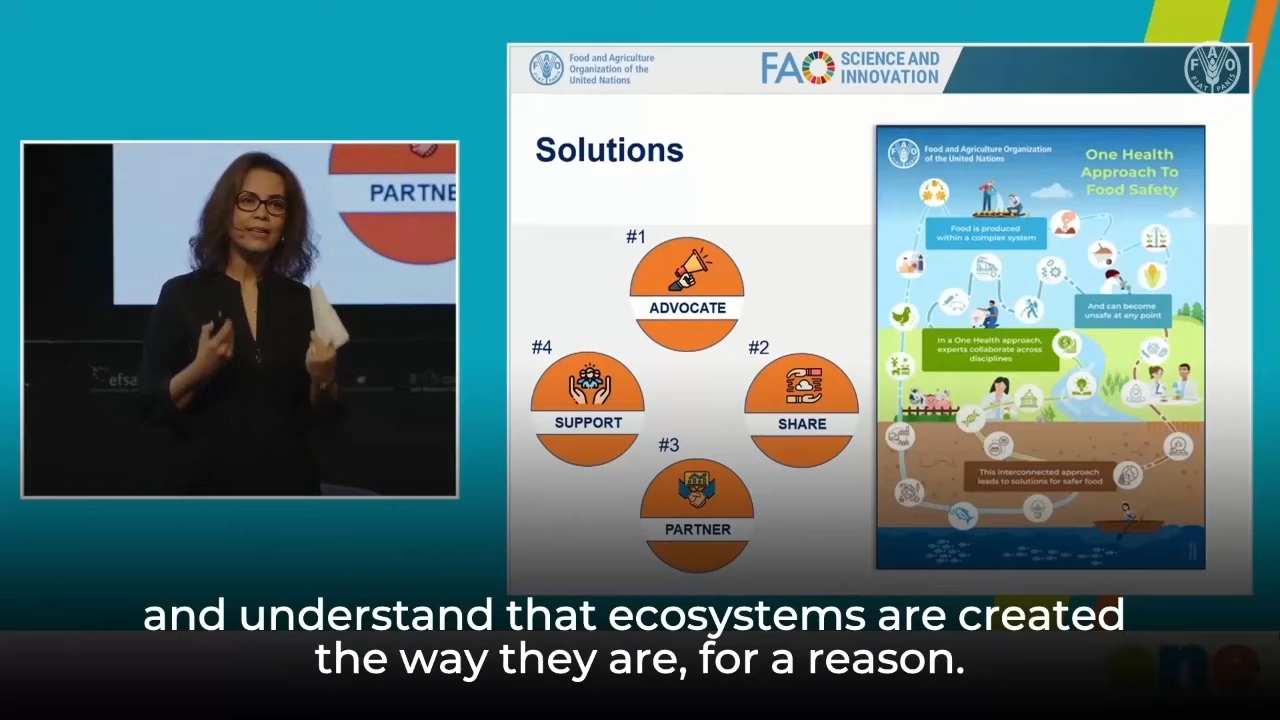 Food and Agriculture
Organization of the
United Nations
FAO
SCIENCE AND
INNOVATION
F A O
FIAT PANIS
Solutions
#1
ADVOCATE
#4
SUPPORT
#2
SHARE
#3
PARTNER
Food and Agriculture Organization
of the United Nations
One Health
Approach To
Food Safety
Food is produced
within a complex system
And can become
unsafe at any point
In a One Health approach,
experts collaborate across
disciplines
This interconnected approach
leads to solutions for safer food
PARTNE
efsa
and understand that ecosystems are created
the way they are, for a reason.